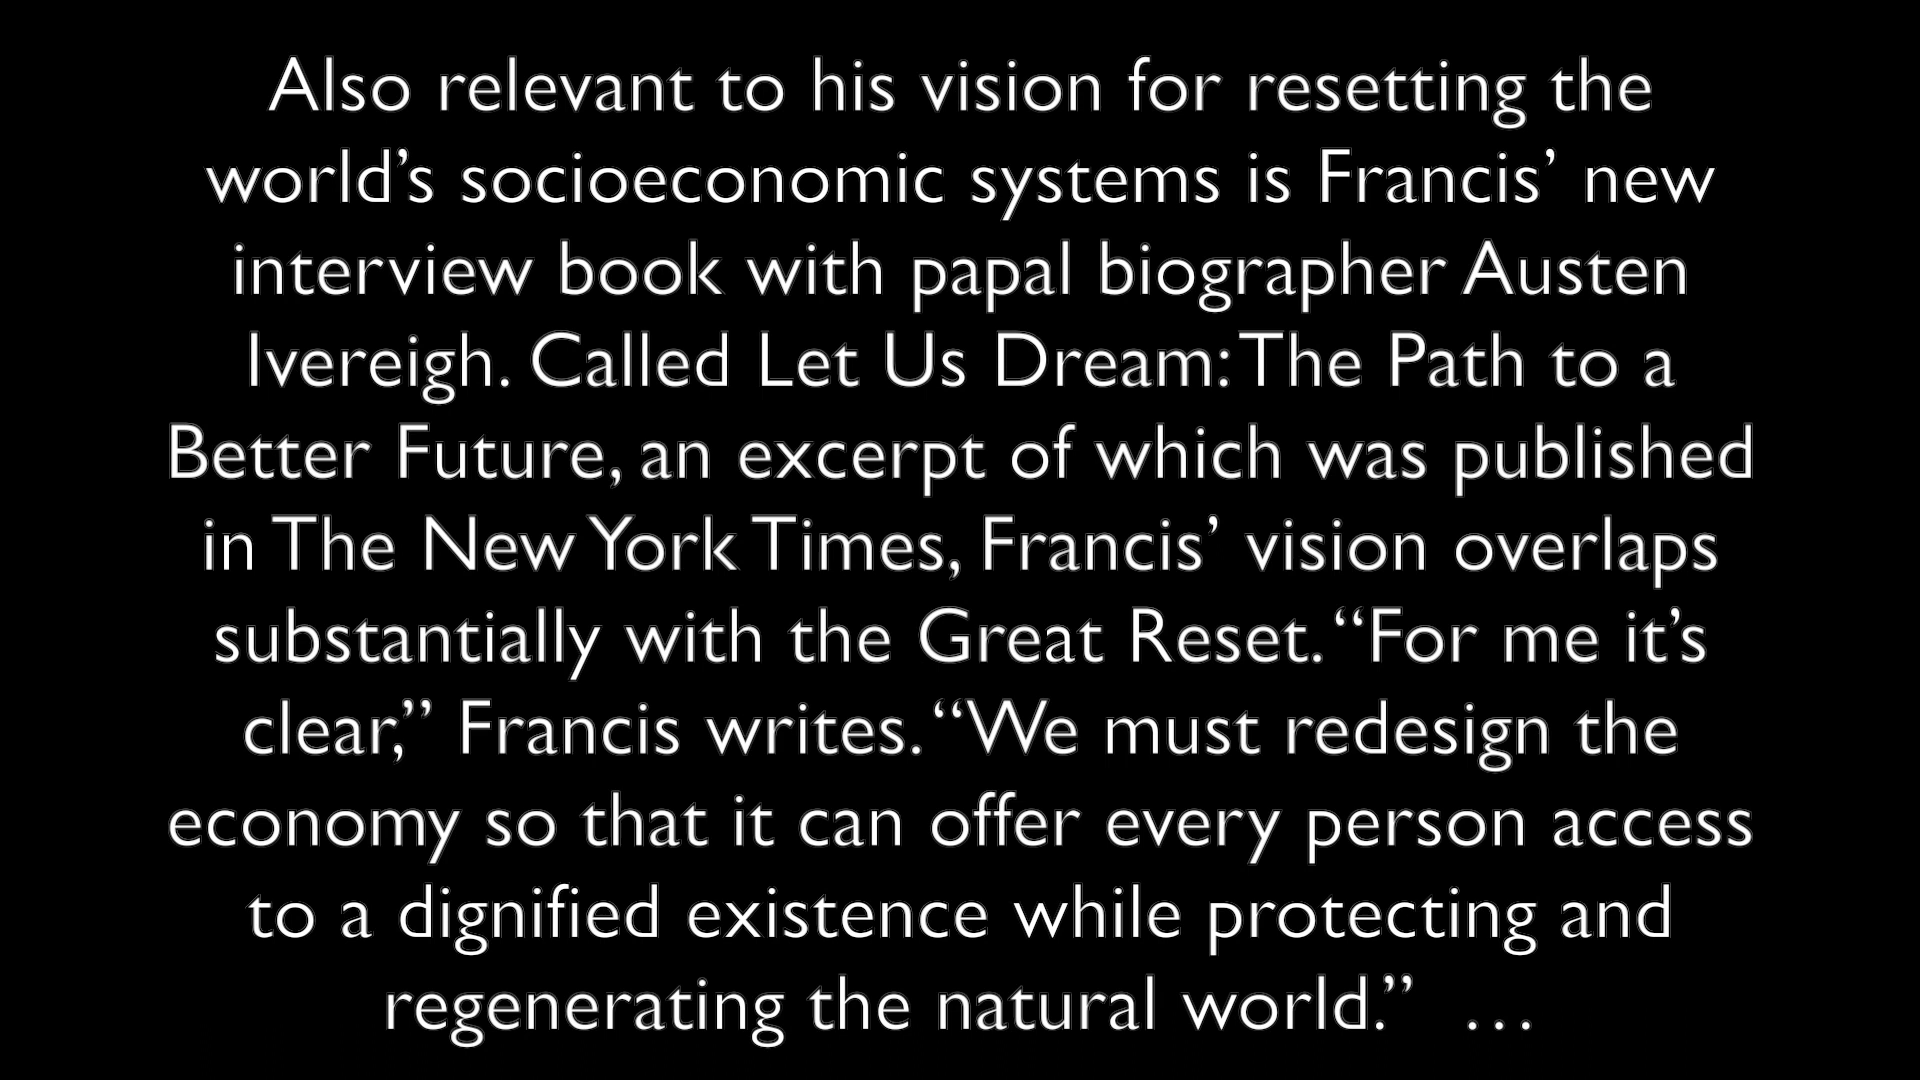 Also relevant to his vision for resetting the
world’s socioeconomic systems is Francis’ new
interview book with papal biographer Austen
Ivereigh. Called Let Us Dream: The Path to a
Better Future, an excerpt of which was published
in The New York Times, Francis’ vision overlaps
substantially with the Great Reset. “For me it’s
clear,” Francis writes. “We must redesign the
economy so that it can offer every person access
to a dignified existence while protecting and
regenerating the natural world.” …